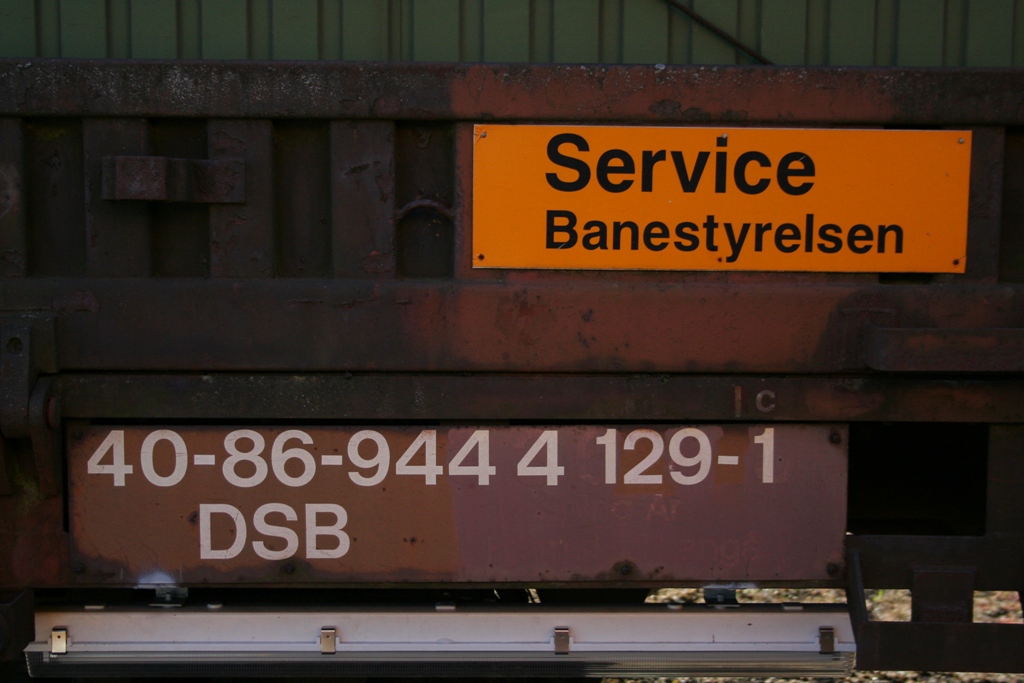 Service
Banestyrelsen
C
40-86-944 4 129-1
DSB